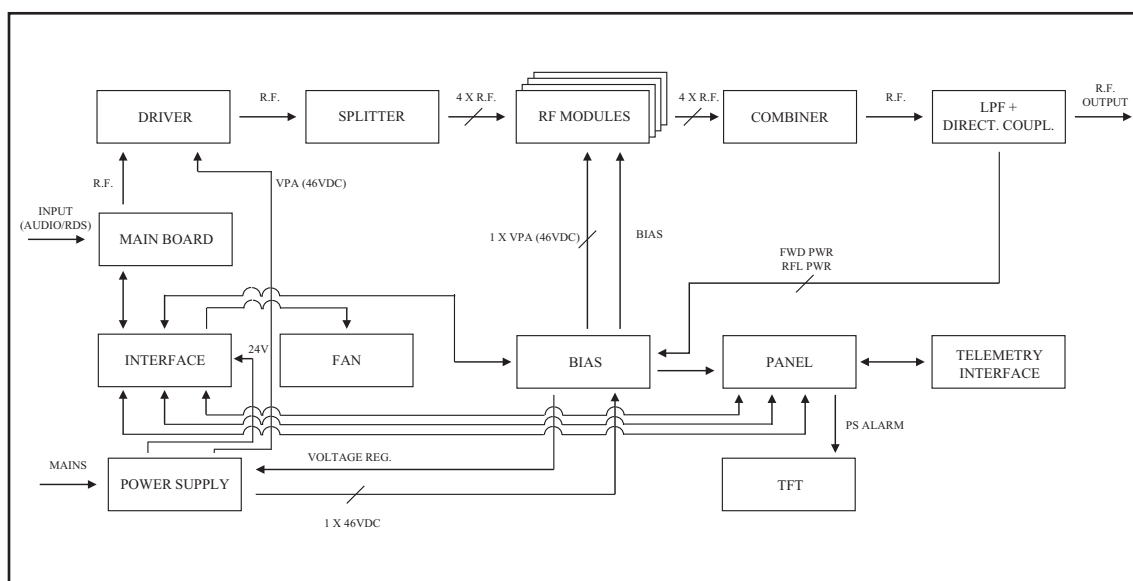 R.F.
4 X R.F.
4 X R.F.
R.F.
R.F.
OUTPUT
DRIVER
SPLITTER
RF MODULES
COMBINER
LPF +
DIRECT. COUPL.
R.F.
VPA (46VDC)
INPUT
(AUDIO/RDS)
MAIN BOARD
1 X VPA (46VDC)
BIAS
FWD PWR
RFL PWR
24V
INTERFACE
FAN
BIAS
PANEL
TELEMETRY
INTERFACE
PS ALARM
MAINS
POWER SUPPLY
VOLTAGE REG.
1 X 46VDC
TFT